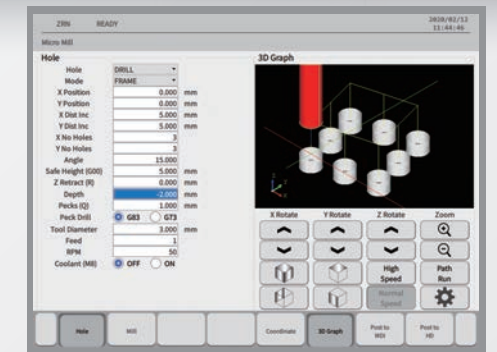 ZRN READY
2020/02/12
11:44:46
Micro Mill
Hole
Hole DRILL
Mode FRAME
X Position 0.000 mm
Y Position 0.000 mm
X Dist Inc 5.000 mm
Y Dist Inc 5.000 mm
X No Holes 3
Y No Holes 3
Angle 15.000
Safe Height (G00) 5.000 mm
Z Retract (R) 0.000 mm
Depth -2.000 mm
Pecks (Q) 1.000 mm
Peck Drill G83 G73
Tool Diameter 3.000 mm
Feed 1
RPM 50
Coolant (M8) OFF ON
3D Graph
X Rotate Y Rotate Z Rotate Zoom
High Speed
Path Run
Normal Speed
Hole
Mill
Coordinate
3D Graph
Post to MDI
Post to HD